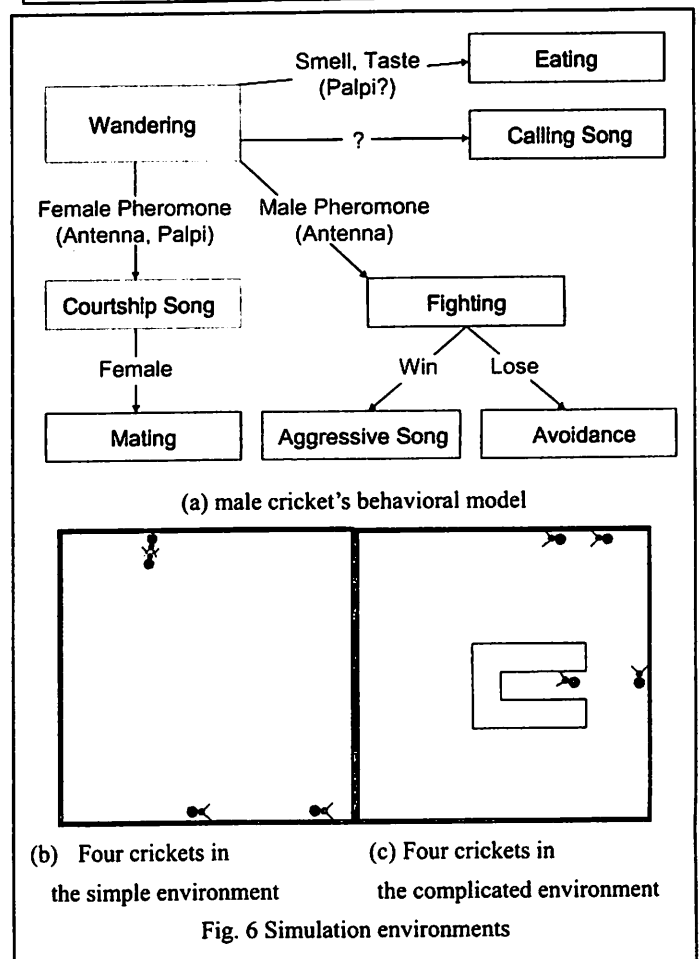 Smell, Taste
(Palpi?)
Eating
Wandering
?
Calling Song
Female Pheromone
(Antenna, Palpi)
Male Pheromone
(Antenna)
Courtship Song
Fighting
Female
Win
Lose
Mating
Aggressive Song
Avoidance
(a) male cricket's behavioral model
(b) Four crickets in
the simple environment
(c) Four crickets in
the complicated environment
Fig. 6 Simulation environments